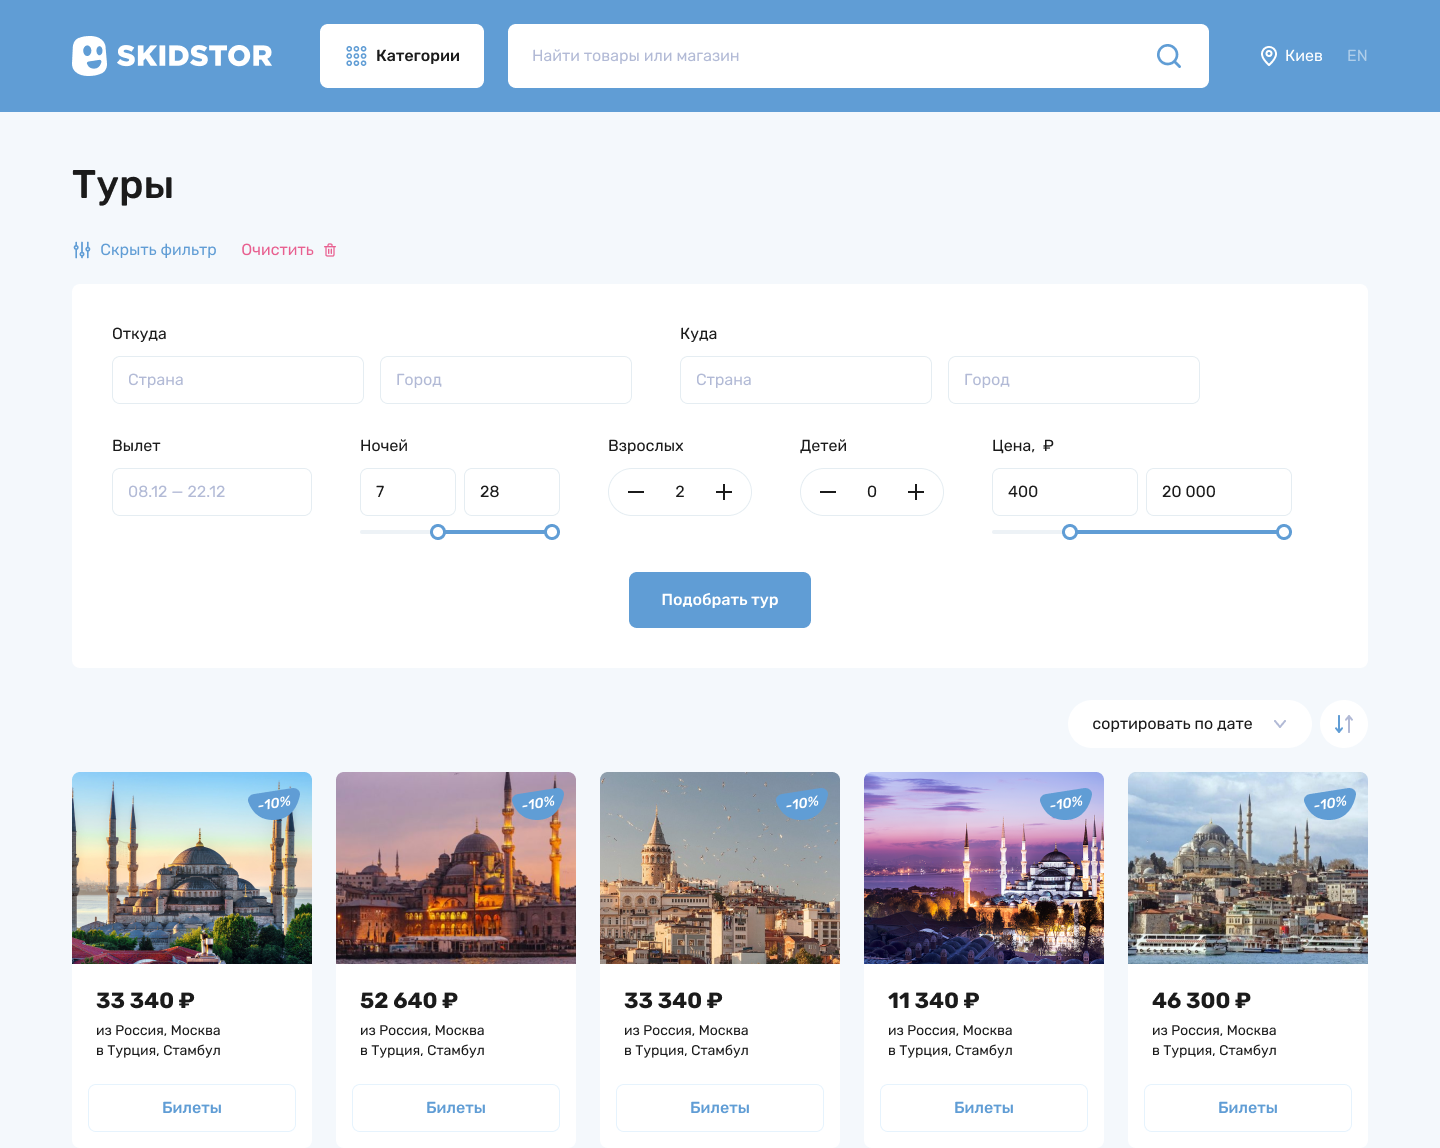 SKIDSTOR
Категории
Найти товары или магазин
Киев
EN
Туры
Скрыть фильтр
Очистить
Откуда
Куда
Страна
Город
Страна
Город
Вылет
Ночей
Взрослых
Детей
Цена, ₽
08.12 — 22.12
7
28
2
0
400
20 000
Подобрать тур
сортировать по дате
-10%
-10%
-10%
-10%
-10%
33 340 ₽
из Россия, Москва
в Турция, Стамбул
Билеты
52 640 ₽
из Россия, Москва
в Турция, Стамбул
Билеты
33 340 ₽
из Россия, Москва
в Турция, Стамбул
Билеты
11 340 ₽
из Россия, Москва
в Турция, Стамбул
Билеты
46 300 ₽
из Россия, Москва
в Турция, Стамбул
Билеты